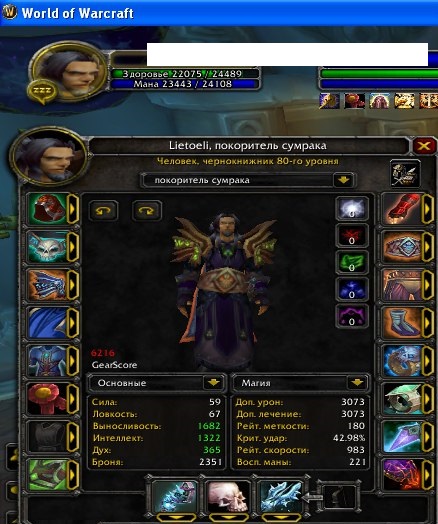 World of Warcraft
Здоровье 22075 / 24489
Мана 23443 / 24108
zzz
Lietoeli, покоритель сумрака
Человек, чернокнижник 80-го уровня
покоритель сумрака
0
0
0
0
0
6216
GearScore
Основные
Сила: 59
Ловкость: 67
Выносливость: 1682
Интеллект: 1322
Дух: 365
Броня: 2351
Магия
Доп. урон: 3073
Доп. лечение: 3073
Рейт. меткости: 180
Крит. удар: 42.98%
Рейт. скорости: 983
Восп. маны: 221